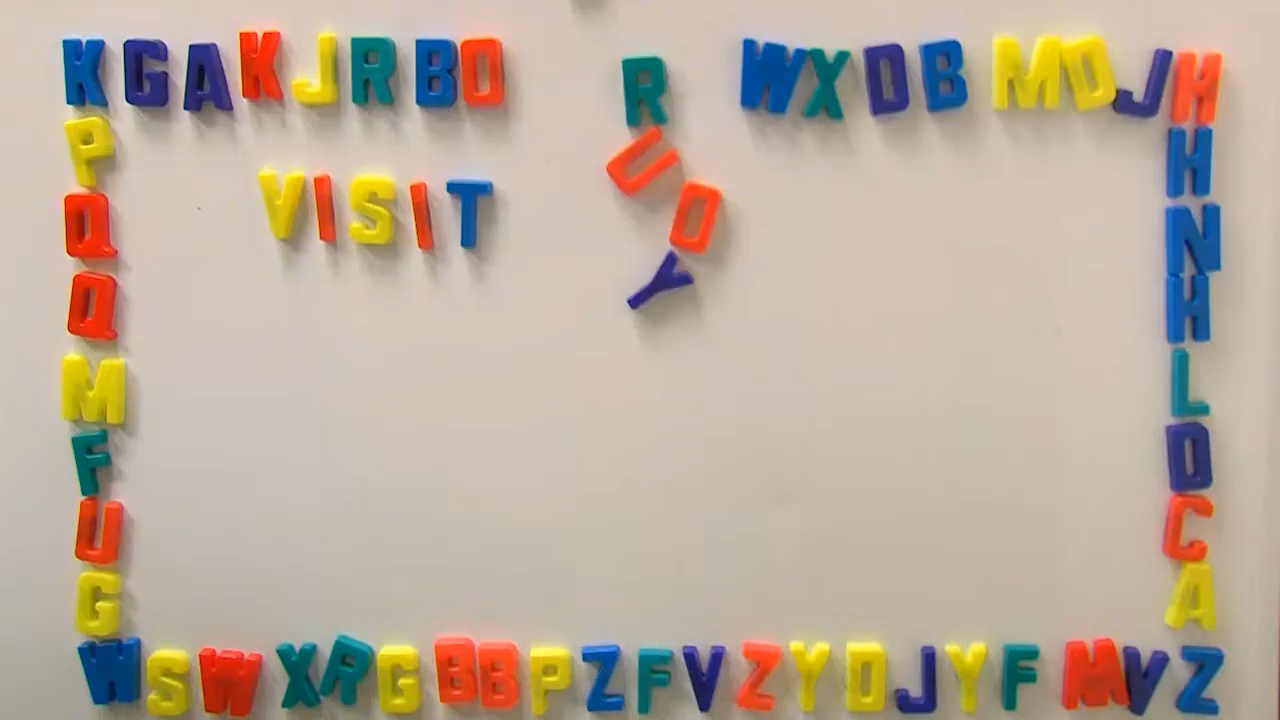 KGAKJRBO
R
WXDBMDJH
P
U
H
VISIT
Q
O
N
Q
Y
H
M
L
F
D
U
C
G
A
WSWXRGBBPZFVZYDJYFMVZ